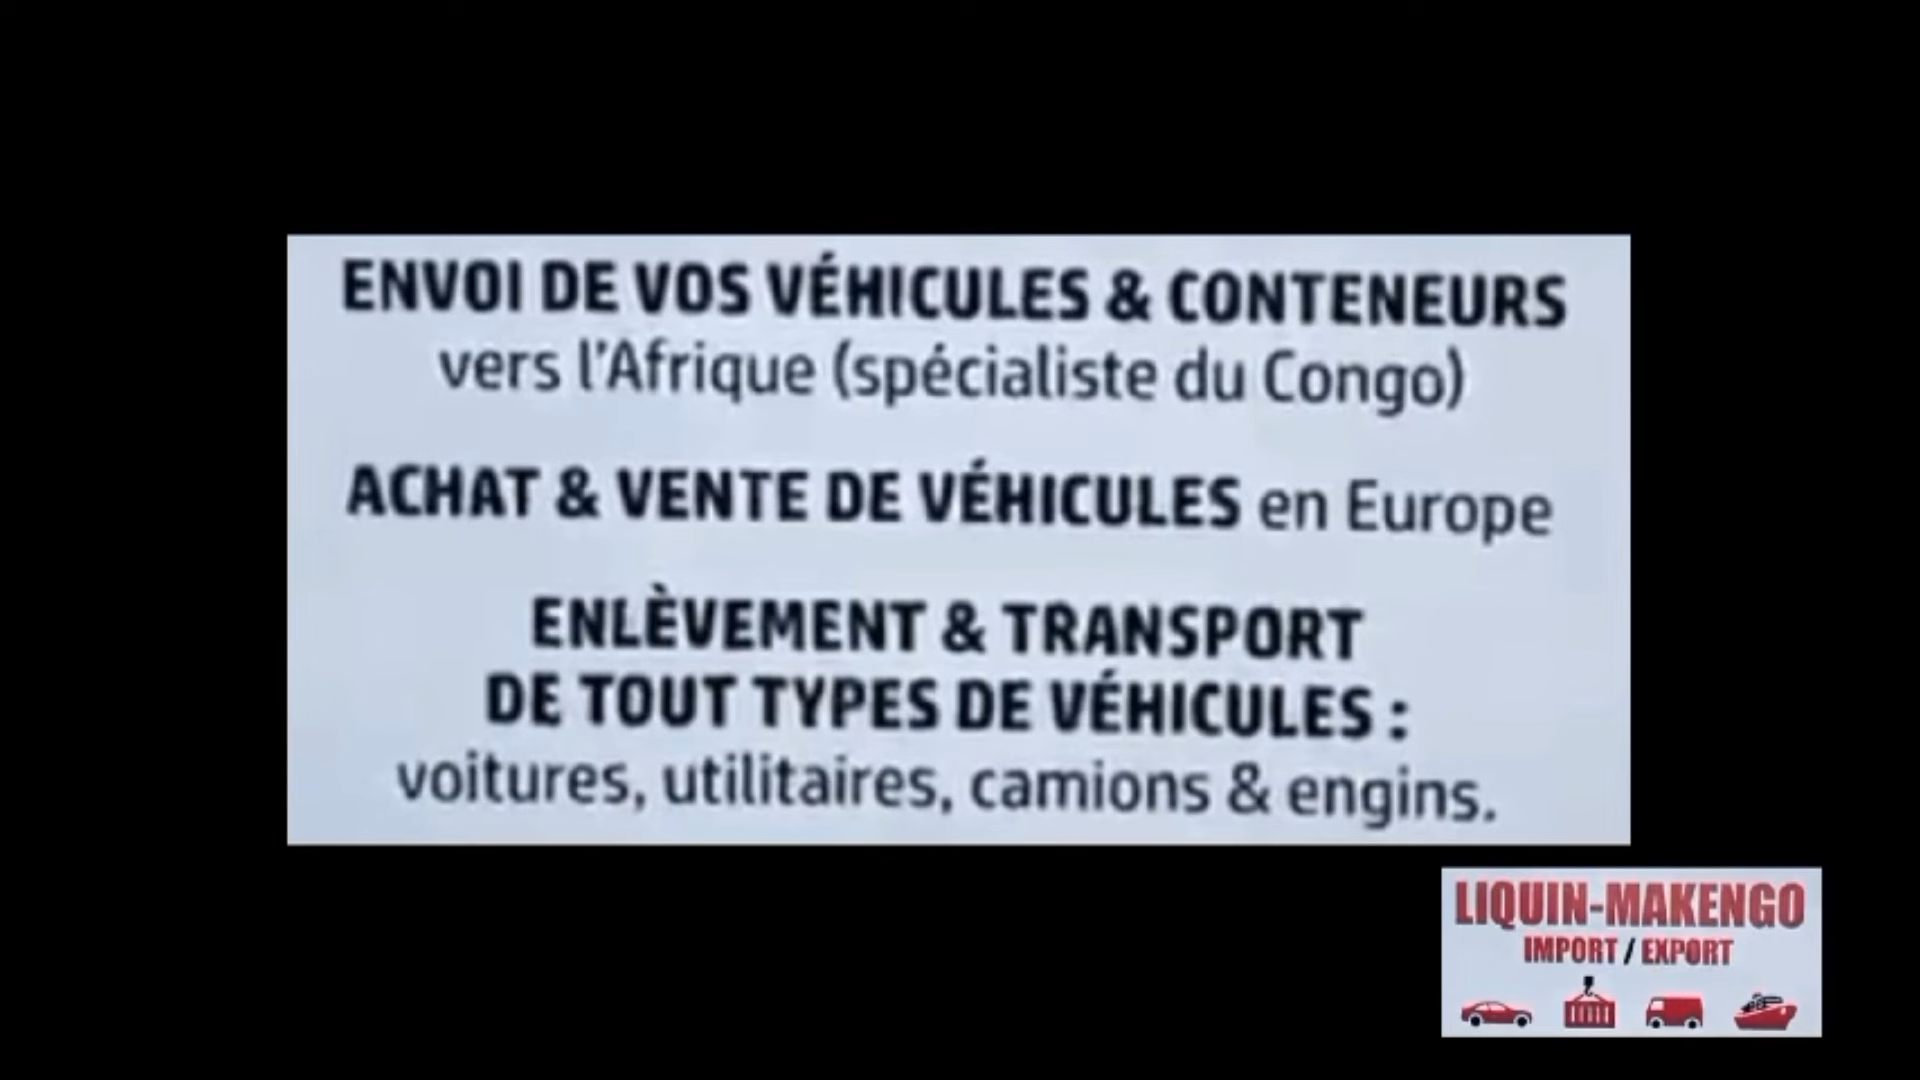 ENVOI DE VOS VÉHICULES & CONTENEURS
vers l'Afrique (spécialiste du Congo)
ACHAT & VENTE DE VÉHICULES en Europe
ENLÈVEMENT & TRANSPORT
DE TOUT TYPES DE VÉHICULES :
voitures, utilitaires, camions & engins.
LIQUIN-MAKENGO
IMPORT / EXPORT